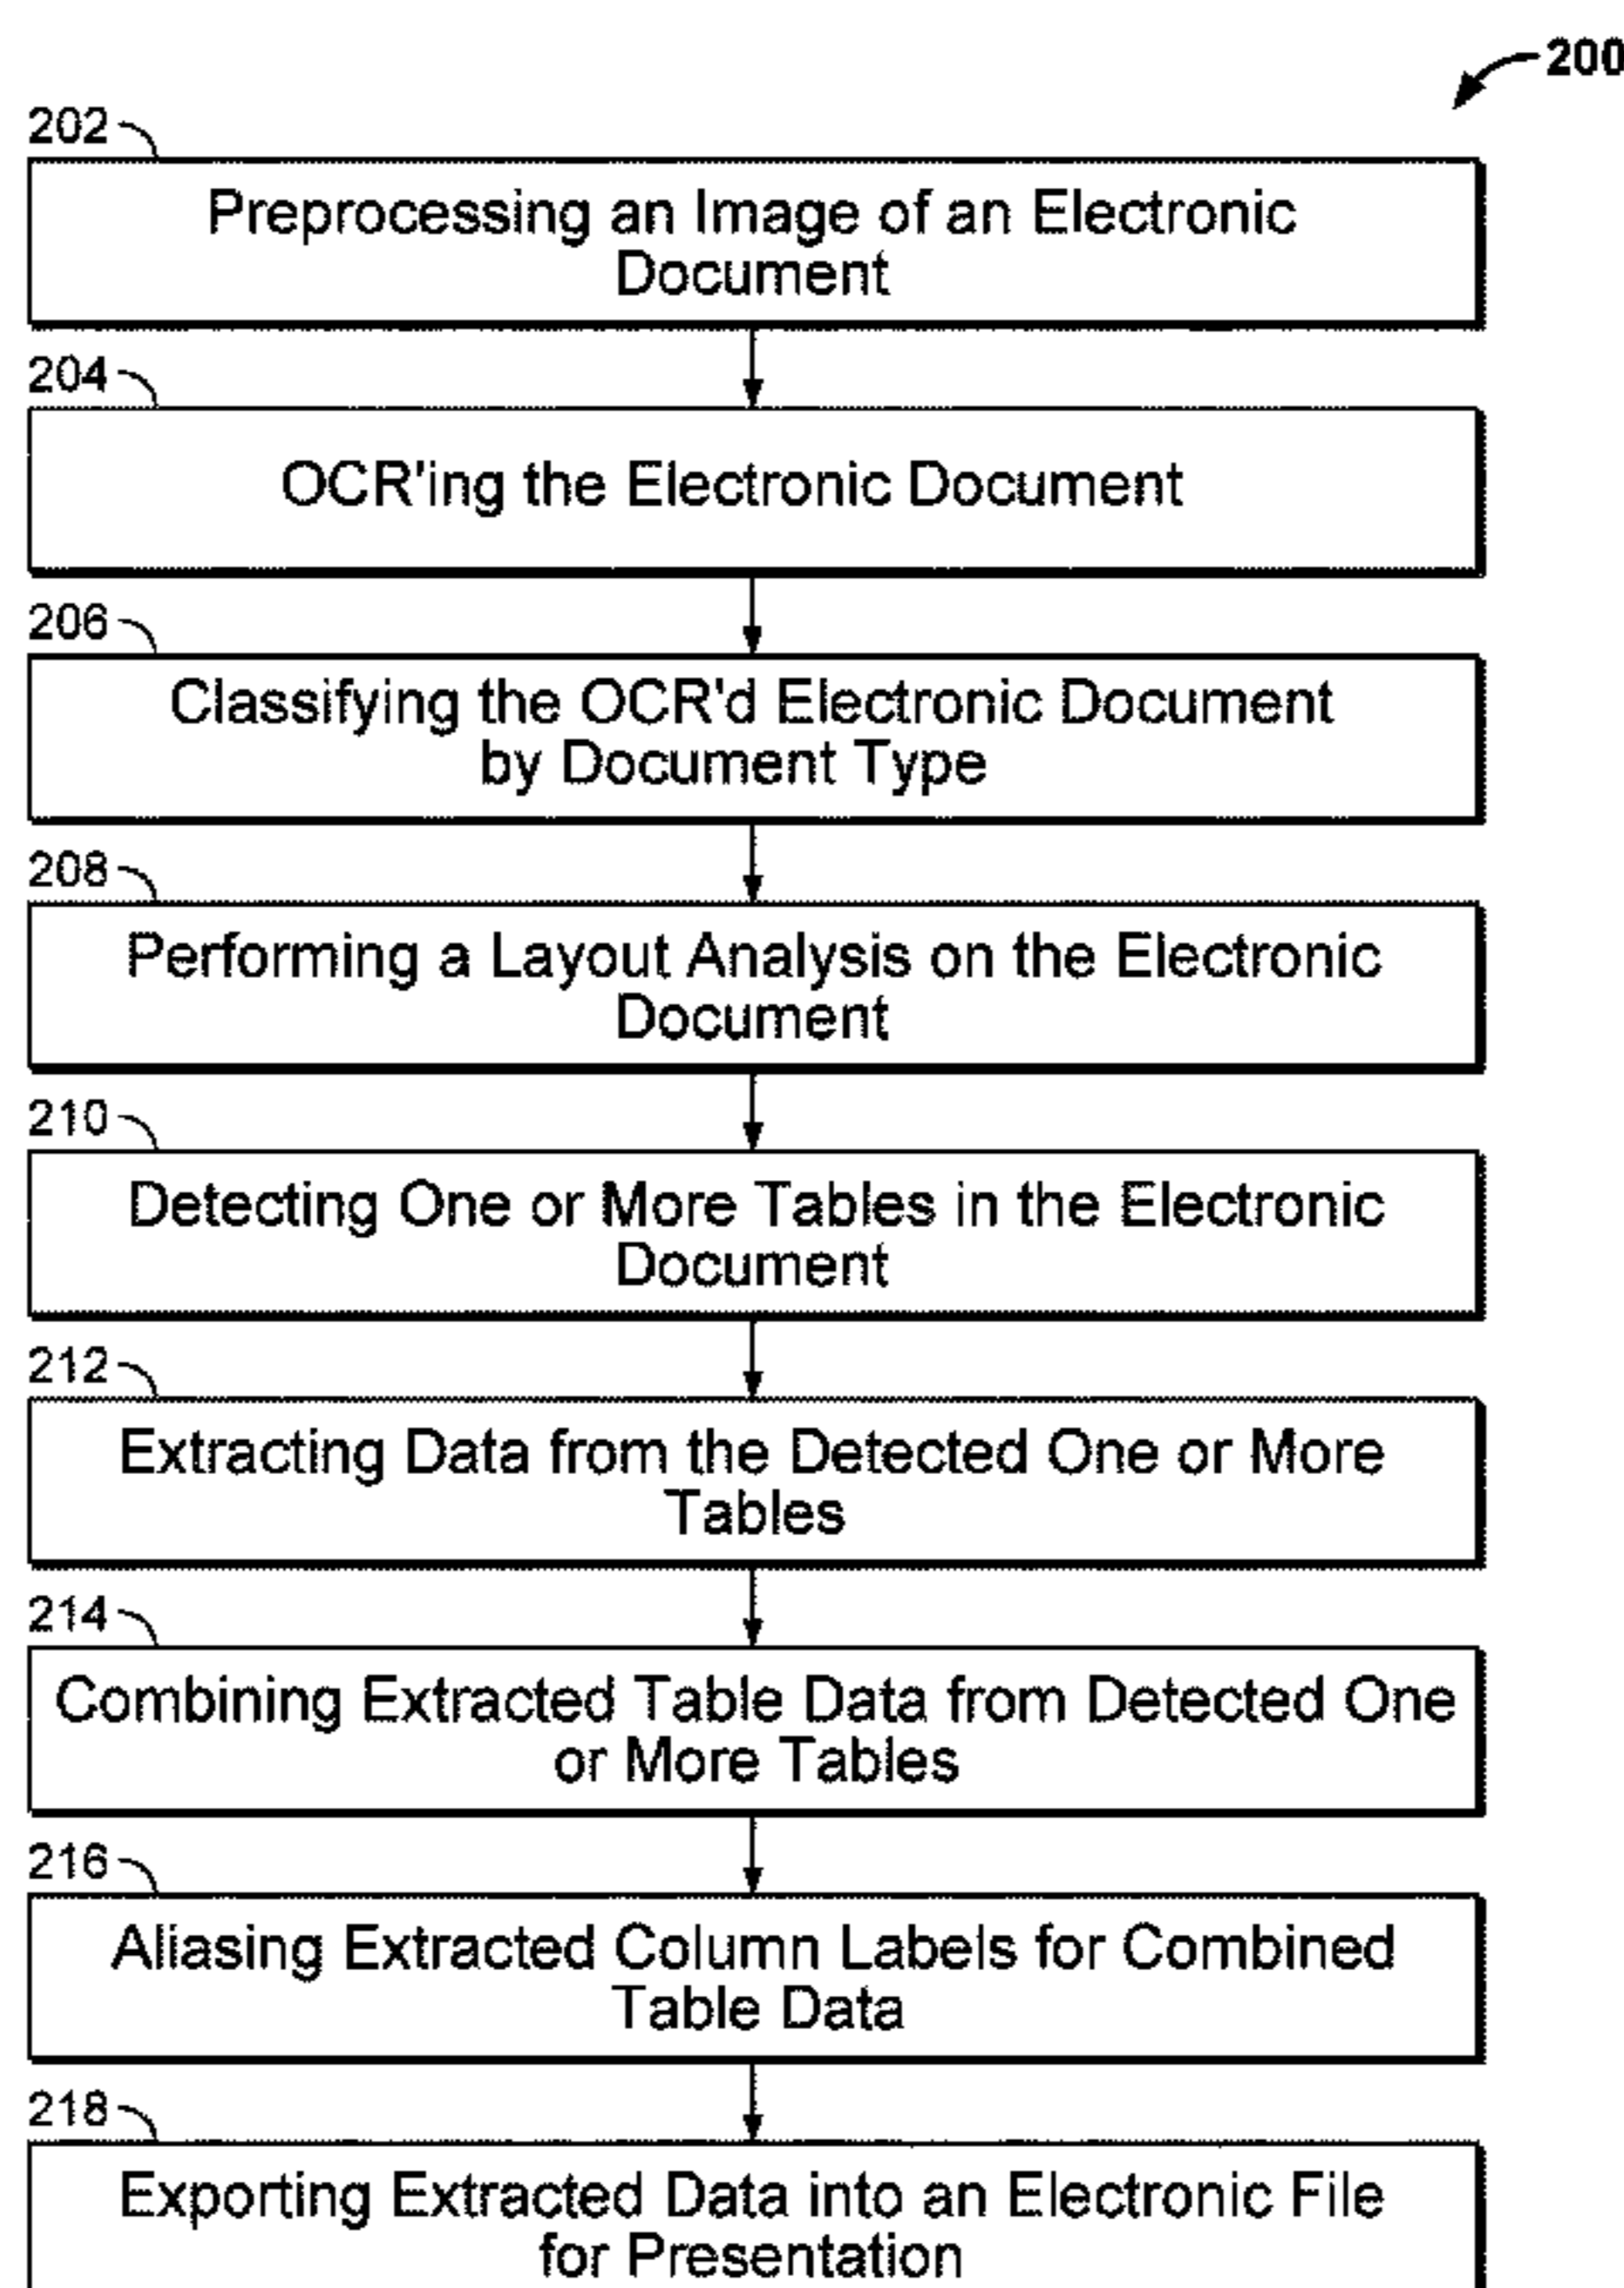 200
202
Preprocessing an Image of an Electronic
Document
204
OCR'ing the Electronic Document
206
Classifying the OCR'd Electronic Document
by Document Type
208
Performing a Layout Analysis on the Electronic
Document
210
Detecting One or More Tables in the Electronic
Document
212
Extracting Data from the Detected One or More
Tables
214
Combining Extracted Table Data from Detected One
or More Tables
216
Aliasing Extracted Column Labels for Combined
Table Data
218
Exporting Extracted Data into an Electronic File
for Presentation